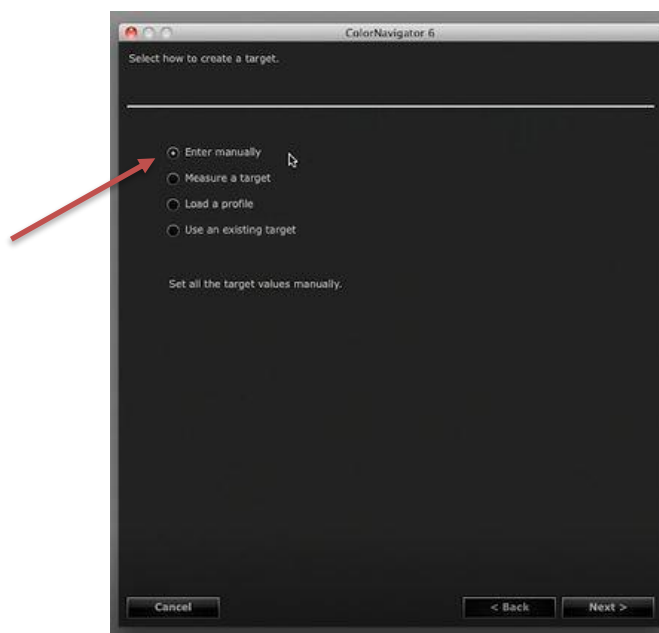 ColorNavigator 6
Select how to create a target.
Enter manually
Measure a target
Load a profile
Use an existing target
Set all the target values manually.
Cancel
< Back
Next >